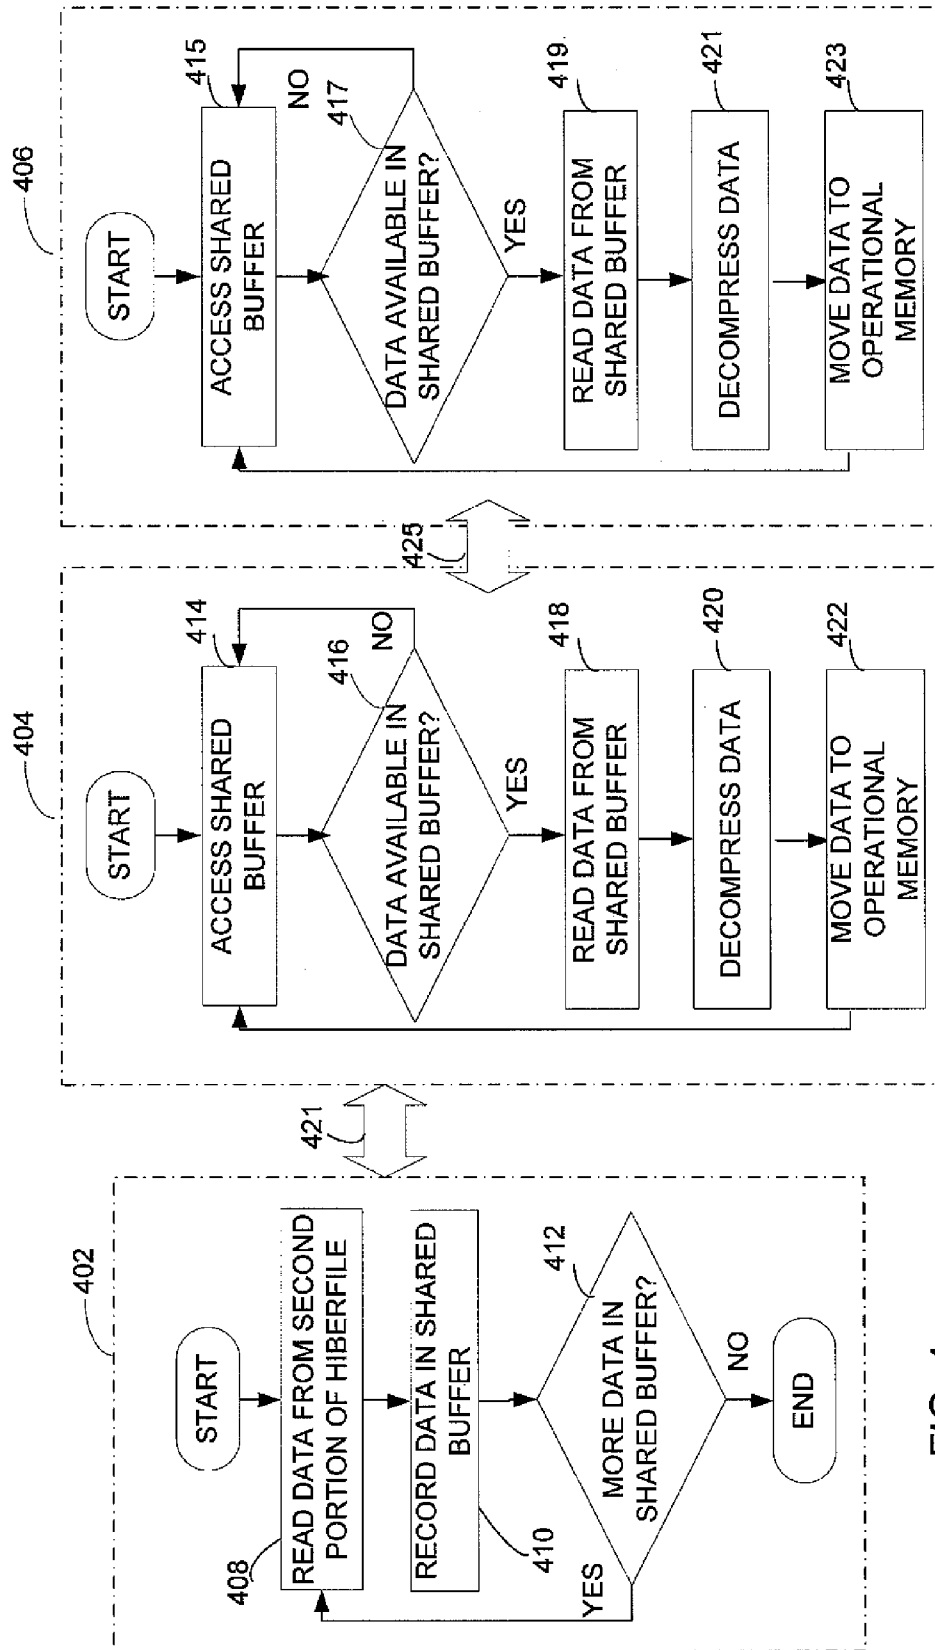 402
START
READ DATA FROM SECOND
PORTION OF HIBERFILE
408
RECORD DATA IN SHARED
BUFFER
410
412
MORE DATA IN
SHARED BUFFER?
YES
NO
END
421
404
START
414
ACCESS SHARED
BUFFER
NO
416
DATA AVAILABLE IN
SHARED BUFFER?
YES
418
READ DATA FROM
SHARED BUFFER
420
DECOMPRESS DATA
422
MOVE DATA TO
OPERATIONAL
MEMORY
425
406
START
415
ACCESS SHARED
BUFFER
NO
417
DATA AVAILABLE IN
SHARED BUFFER?
YES
419
READ DATA FROM
SHARED BUFFER
421
DECOMPRESS DATA
423
MOVE DATA TO
OPERATIONAL
MEMORY